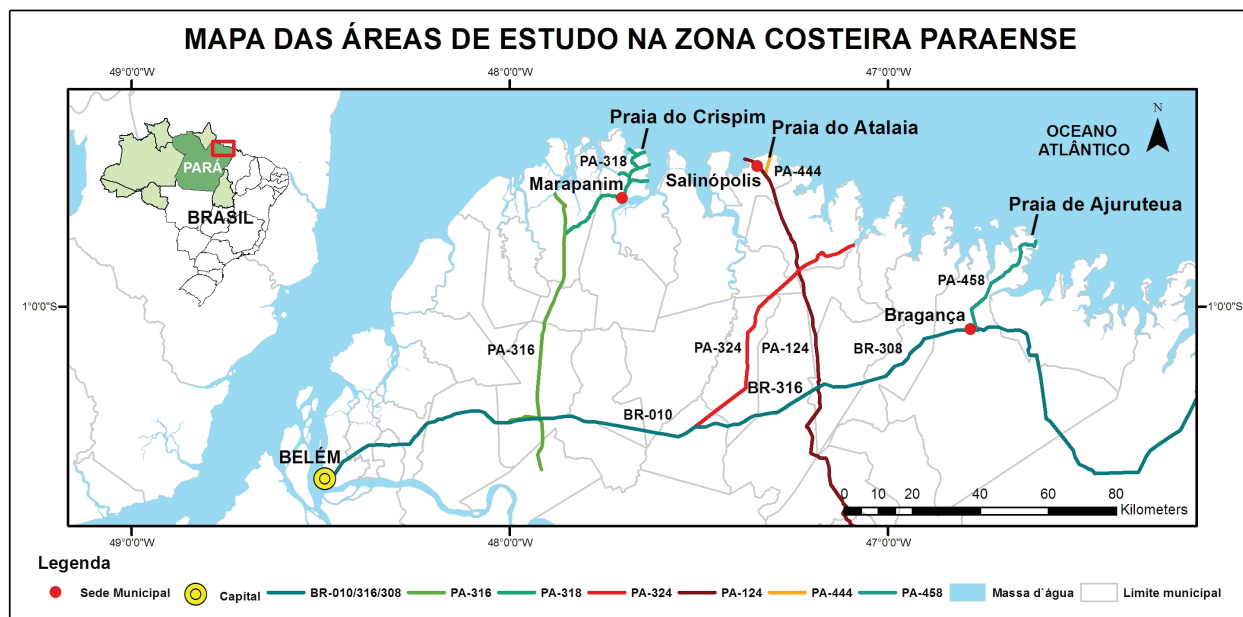 MAPA DAS ÁREAS DE ESTUDO NA ZONA COSTEIRA PARAENSE
49°0'0"W
48°0'0"W
47°0'0"W
Praia do Crispim
Praia do Atalaia
N
OCEANO
ATLÂNTICO
PARÁ
BRASIL
PA-318
Marapanim
Salinópolis
PA-444
Praia de Ajuruteua
PA-458
1°0'0"S
1°0'0"S
Bragança
PA-316
PA-324
PA-124
BR-308
BR-316
BR-010
BELÉM
0 10 20 40 60 80
Kilometers
49°0'0"W
48°0'0"W
47°0'0"W
Legenda
Sede Municipal
Capital
BR-010/316/308
PA-316
PA-318
PA-324
PA-124
PA-444
PA-458
Massa d`água
Limite municipal